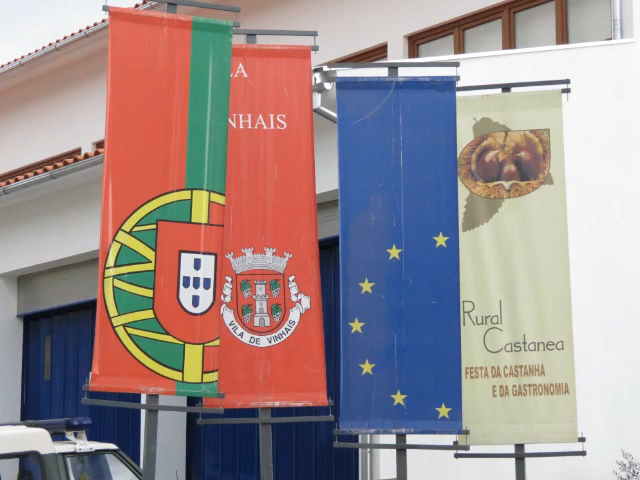 LA
NHAIS
VILA DE VINHAIS
Rural
Castanea
FESTA DA CASTANHA
E DA GASTRONOMIA